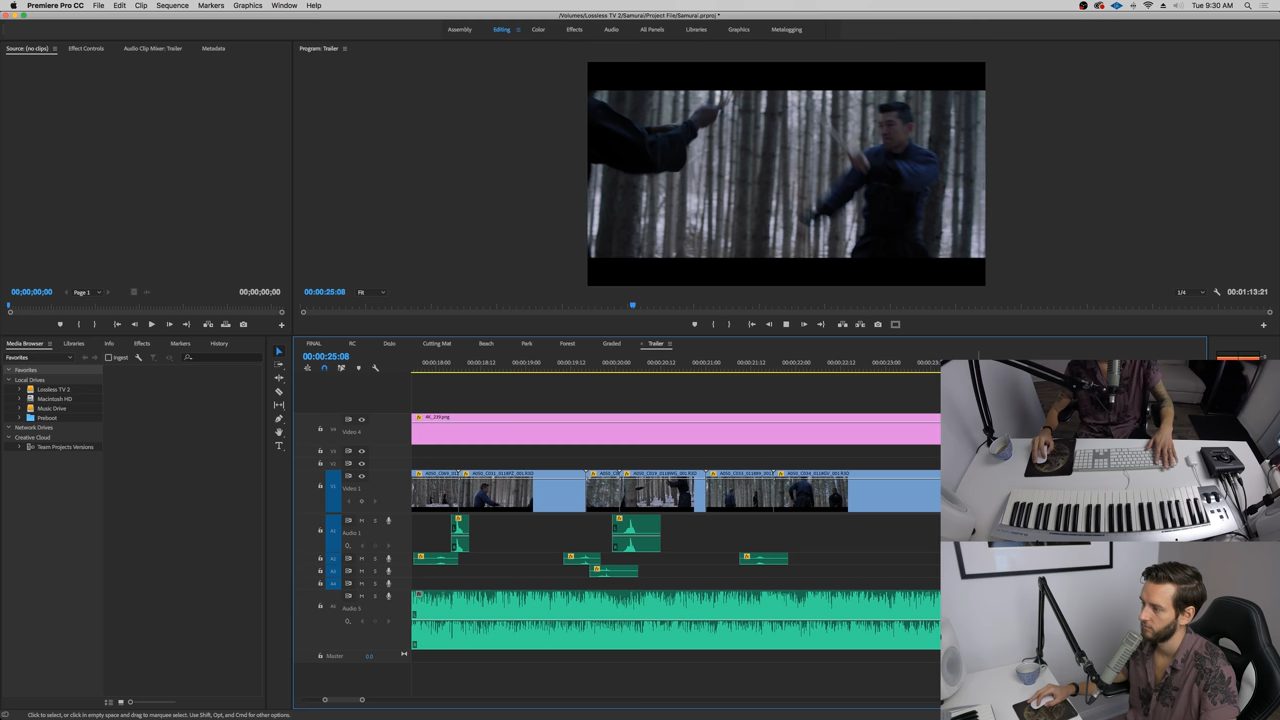 Premiere Pro CC File Edit Clip Sequence Markers Graphics Window Help Tue 9:30 AM
/Volumes/Lossless TV 2/Samurai/Project File/Samurai.prproj *
Assembly Editing Color Effects Audio All Panels Libraries Graphics Metalogging
Source: (no clips) Effect Controls Audio Clip Mixer: Trailer Metadata Program: Trailer
00;00;00;00 Page 1 00;00;00;00 00:00:25:08 Fit 1/4 00:01:13:21
Media Browser Libraries Info Effects Markers History
FINAL RC Dojo Cutting Mat Beach Park Forest Graded × Trailer
Favorites Ingest
00:00:25:08
00:00:18:00 00:00:18:12 00:00:19:00 00:00:19:12 00:00:20:00 00:00:20:12 00:00:21:00 00:00:21:12 00:00:22:00 00:00:22:12 00:00:23:00
Favorites
Local Drives
Lossless TV 2
Macintosh HD
Music Drive
Preboot
Network Drives
Creative Cloud
Team Projects Versions
4K_239.png
Video 4
V3
V2
V1
Video 1
A1 M S
Audio 1
A2 M S
A3 M S
A4 M S
M S
Audio 5
Master 0.0
Click to select, or click in empty space and drag to marquee select. Use Shift, Opt, and Cmd for other options.